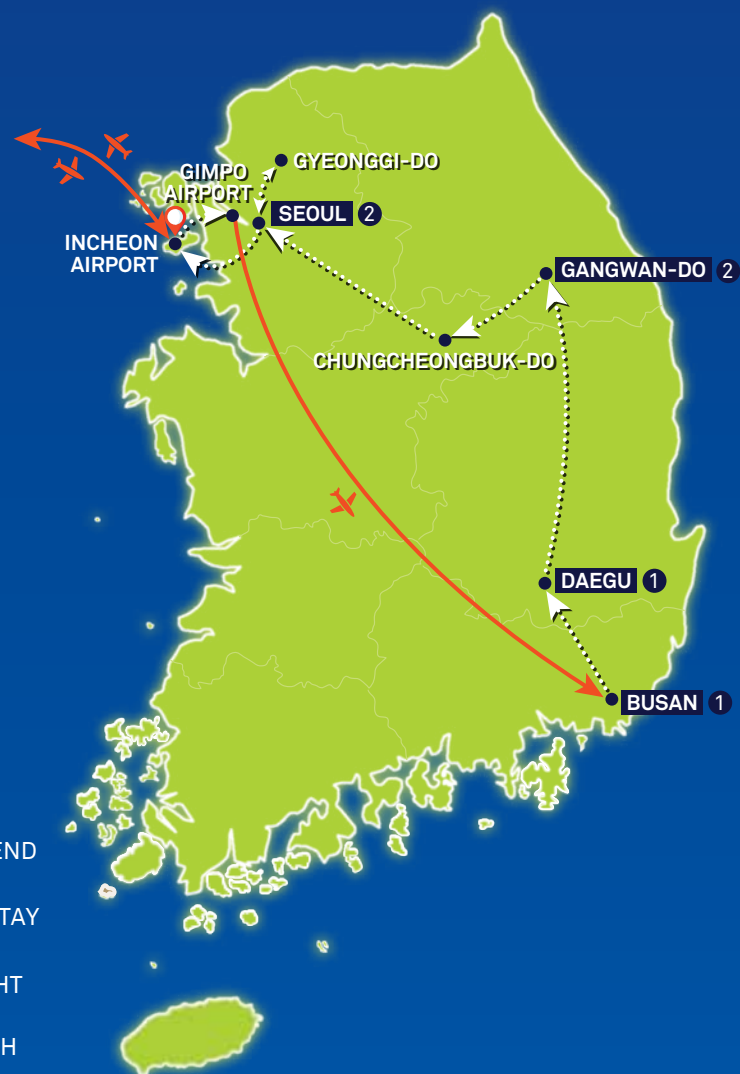 GYEONGGI-DO
GIMPO
AIRPORT
SEOUL 2
INCHEON
AIRPORT
GANGWAN-DO 2
CHUNGCHEONGBUK-DO
DAEGU 1
BUSAN 1
END
TAY
HT
H